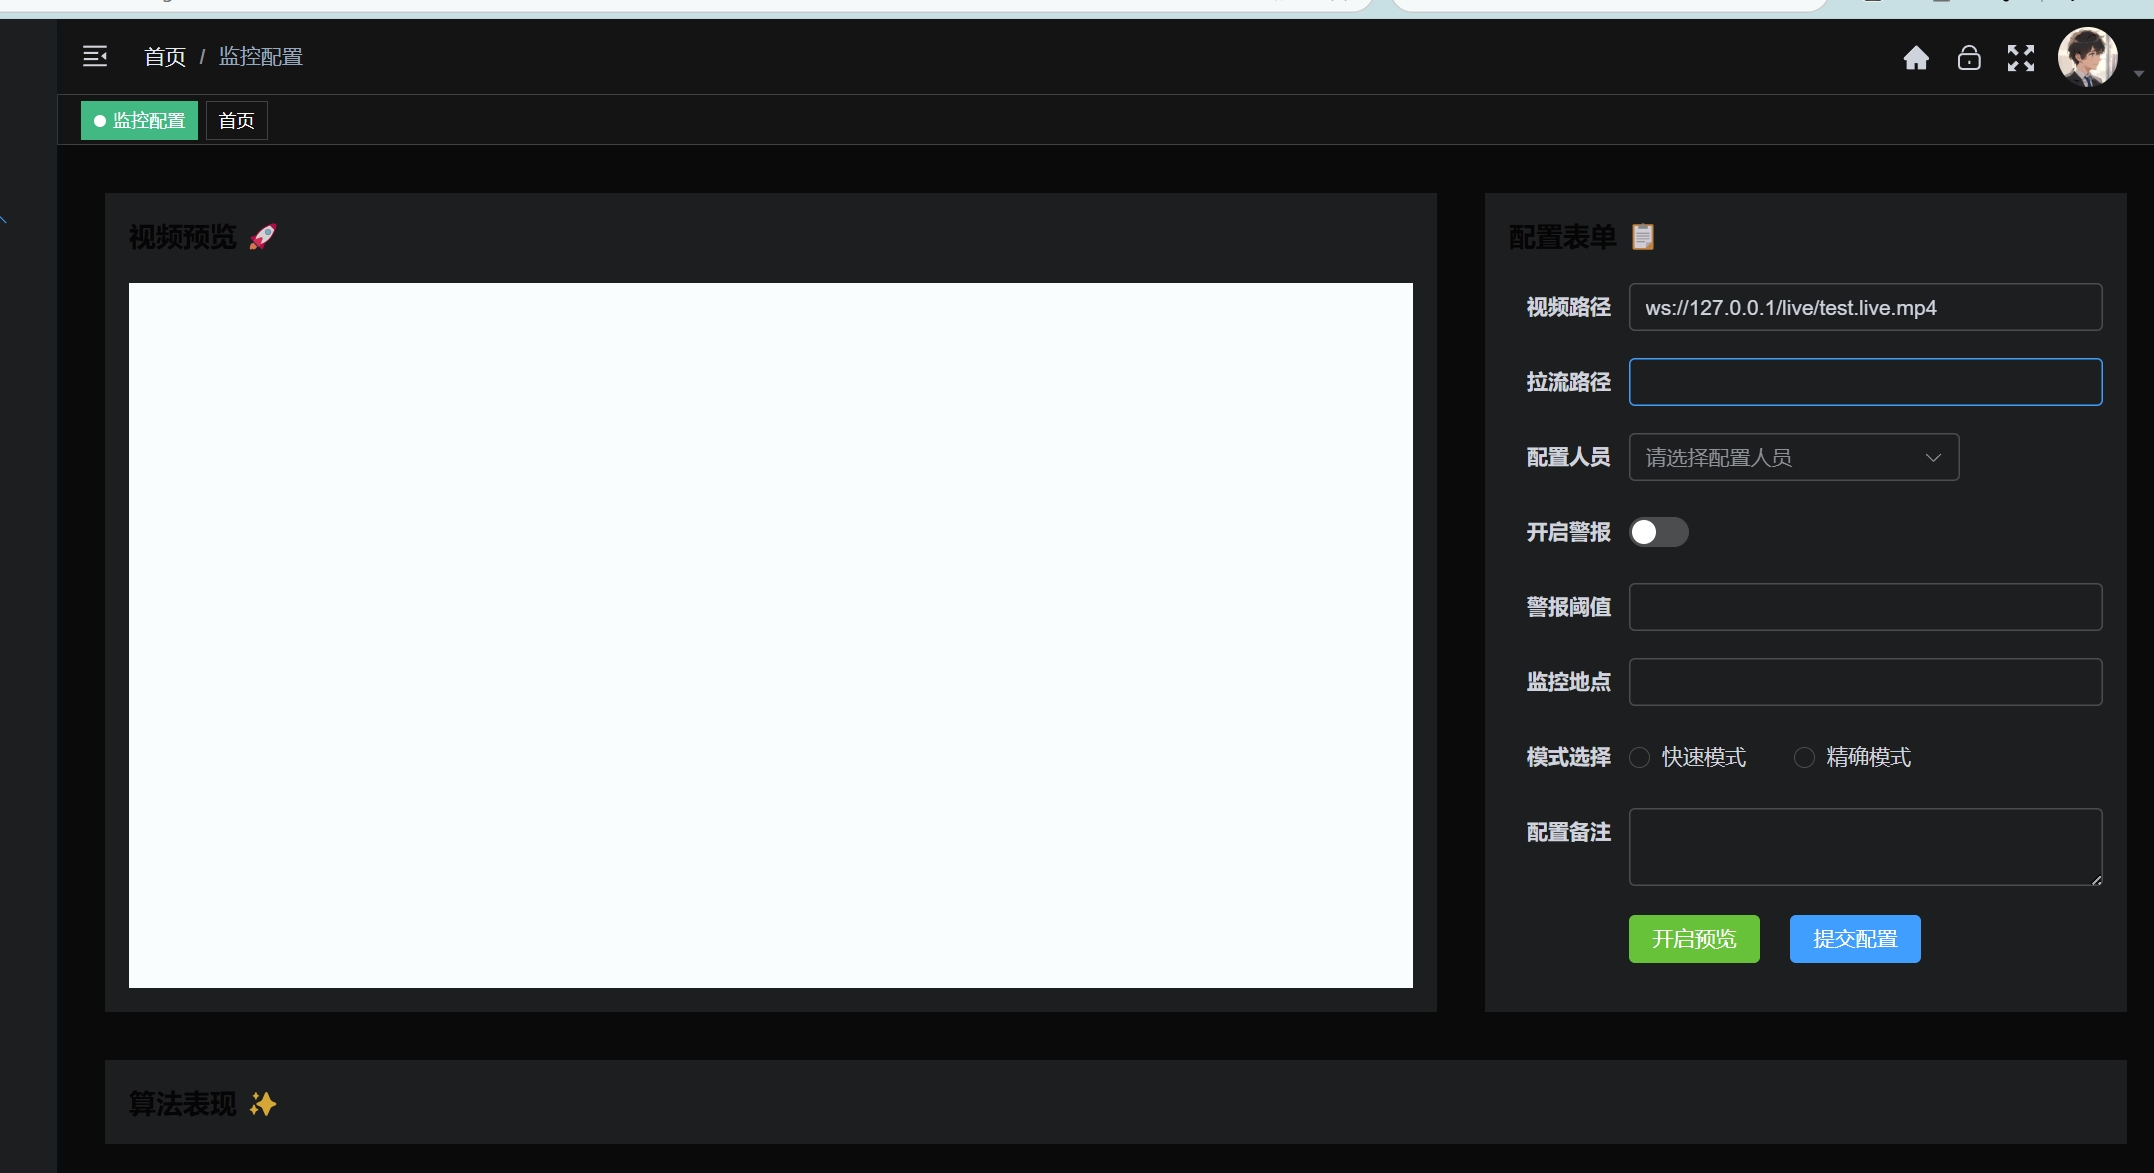 首页 / 监控配置
监控配置 首页
视频预览 🚀
配置表单 📋
视频路径 ws://127.0.0.1/live/test.live.mp4
拉流路径
配置人员 请选择配置人员
开启警报
警报阈值
监控地点
模式选择 快速模式 精确模式
配置备注
开启预览 提交配置
算法表现 ✨